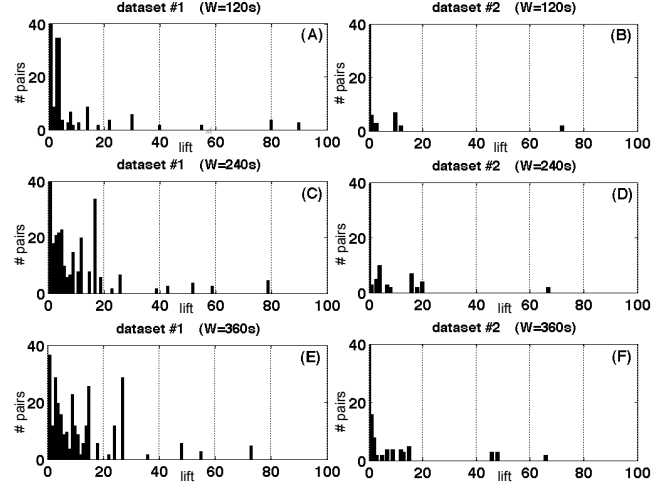 dataset #1 (W=120s)
# pairs
40
20
0
(A)
0 20 40 60 80 100
lift
dataset #2 (W=120s)
# pairs
40
20
0
(B)
0 20 40 60 80 100
lift
dataset #1 (W=240s)
# pairs
40
20
0
(C)
0 20 40 60 80 100
lift
dataset #2 (W=240s)
# pairs
40
20
0
(D)
0 20 40 60 80 100
lift
dataset #1 (W=360s)
# pairs
40
20
0
(E)
0 20 40 60 80 100
lift
dataset #2 (W=360s)
# pairs
40
20
0
(F)
0 20 40 60 80 100
lift